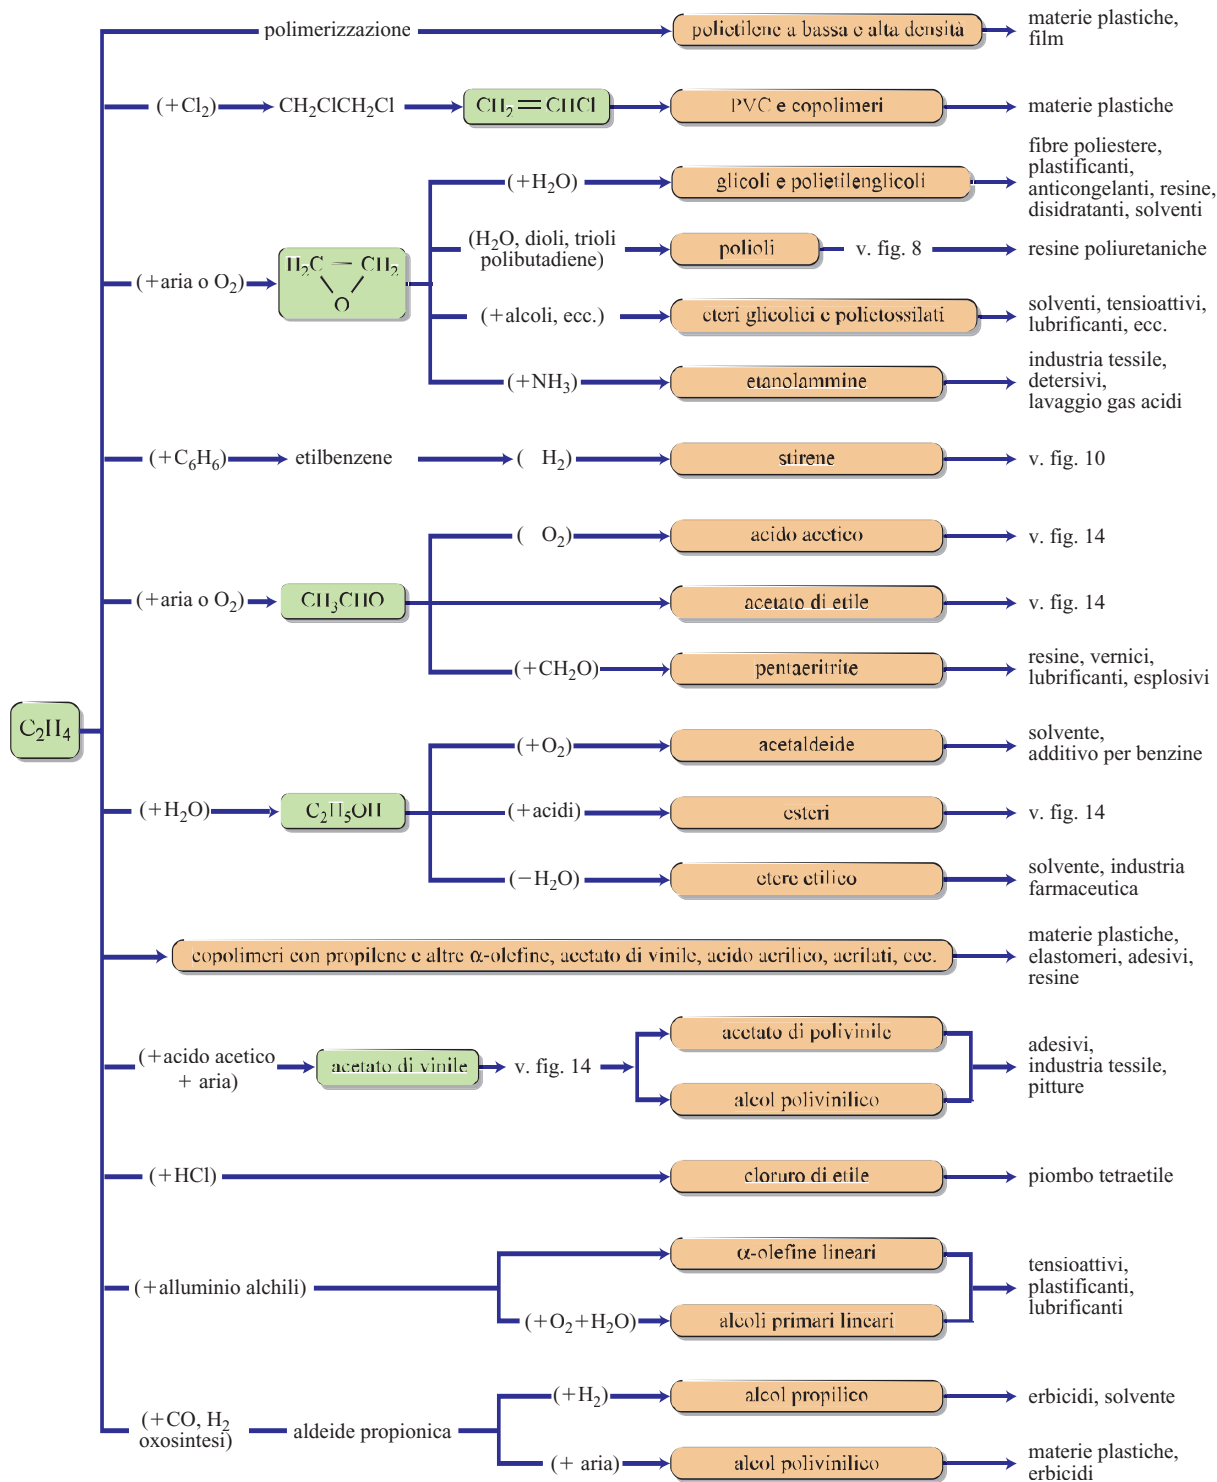 polimerizzazione
polietilene a bassa e alta densità
materie plastiche,
film
(+Cl₂)
CH₂ClCH₂Cl
CH₂=CHCl
PVC e copolimeri
materie plastiche
(+aria o O₂)
H₂C — CH₂
O
(+H₂O)
glicoli e polietilenglicoli
fibre poliestere,
plastificanti,
anticongelanti, resine,
disidratanti, solventi
(H₂O, dioli, trioli
polibutadiene)
polioli
v. fig. 8
resine poliuretaniche
(+alcoli, ecc.)
eteri glicolici e polietossilati
solventi, tensioattivi,
lubrificanti, ecc.
(+NH₃)
etanolammine
industria tessile,
detersivi,
lavaggio gas acidi
(+C₆H₆)
etilbenzene
( H₂)
stirene
v. fig. 10
(+aria o O₂)
CH₃CHO
( O₂)
acido acetico
v. fig. 14
acetato di etile
v. fig. 14
(+CH₂O)
pentaeritrite
resine, vernici,
lubrificanti, esplosivi
C₂H₄
(+H₂O)
C₂H₅OH
(+O₂)
acetaldeide
solvente,
additivo per benzine
(+acidi)
esteri
v. fig. 14
(−H₂O)
etere etilico
solvente, industria
farmaceutica
copolimeri con propilene e altre α-olefine, acetato di vinile, acido acrilico, acrilati, ecc.
materie plastiche,
elastomeri, adesivi,
resine
(+acido acetico
+ aria)
acetato di vinile
v. fig. 14
acetato di polivinile
alcol polivinilico
adesivi,
industria tessile,
pitture
(+HCl)
cloruro di etile
piombo tetraetile
(+alluminio alchili)
α-olefine lineari
(+O₂+H₂O)
alcoli primari lineari
tensioattivi,
plastificanti,
lubrificanti
(+CO, H₂
oxosintesi)
aldeide propionica
(+H₂)
alcol propilico
erbicidi, solvente
(+ aria)
alcol polivinilico
materie plastiche,
erbicidi